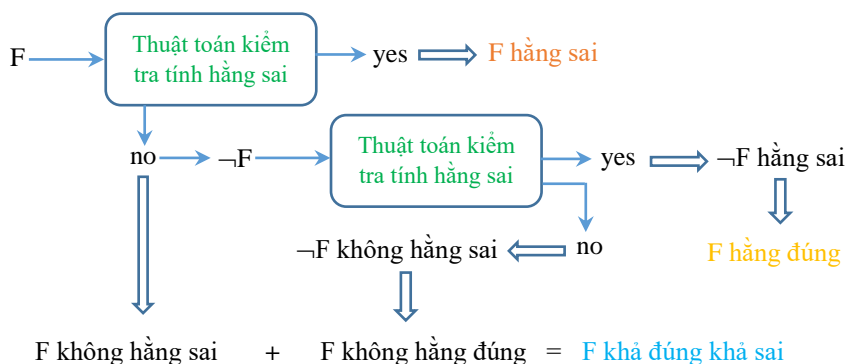 F
Thuật toán kiểm
tra tính hằng sai
yes
F hằng sai
no
¬F
Thuật toán kiểm
tra tính hằng sai
yes
¬F hằng sai
¬F không hằng sai
no
F hằng đúng
F không hằng sai + F không hằng đúng = F khả đúng khả sai